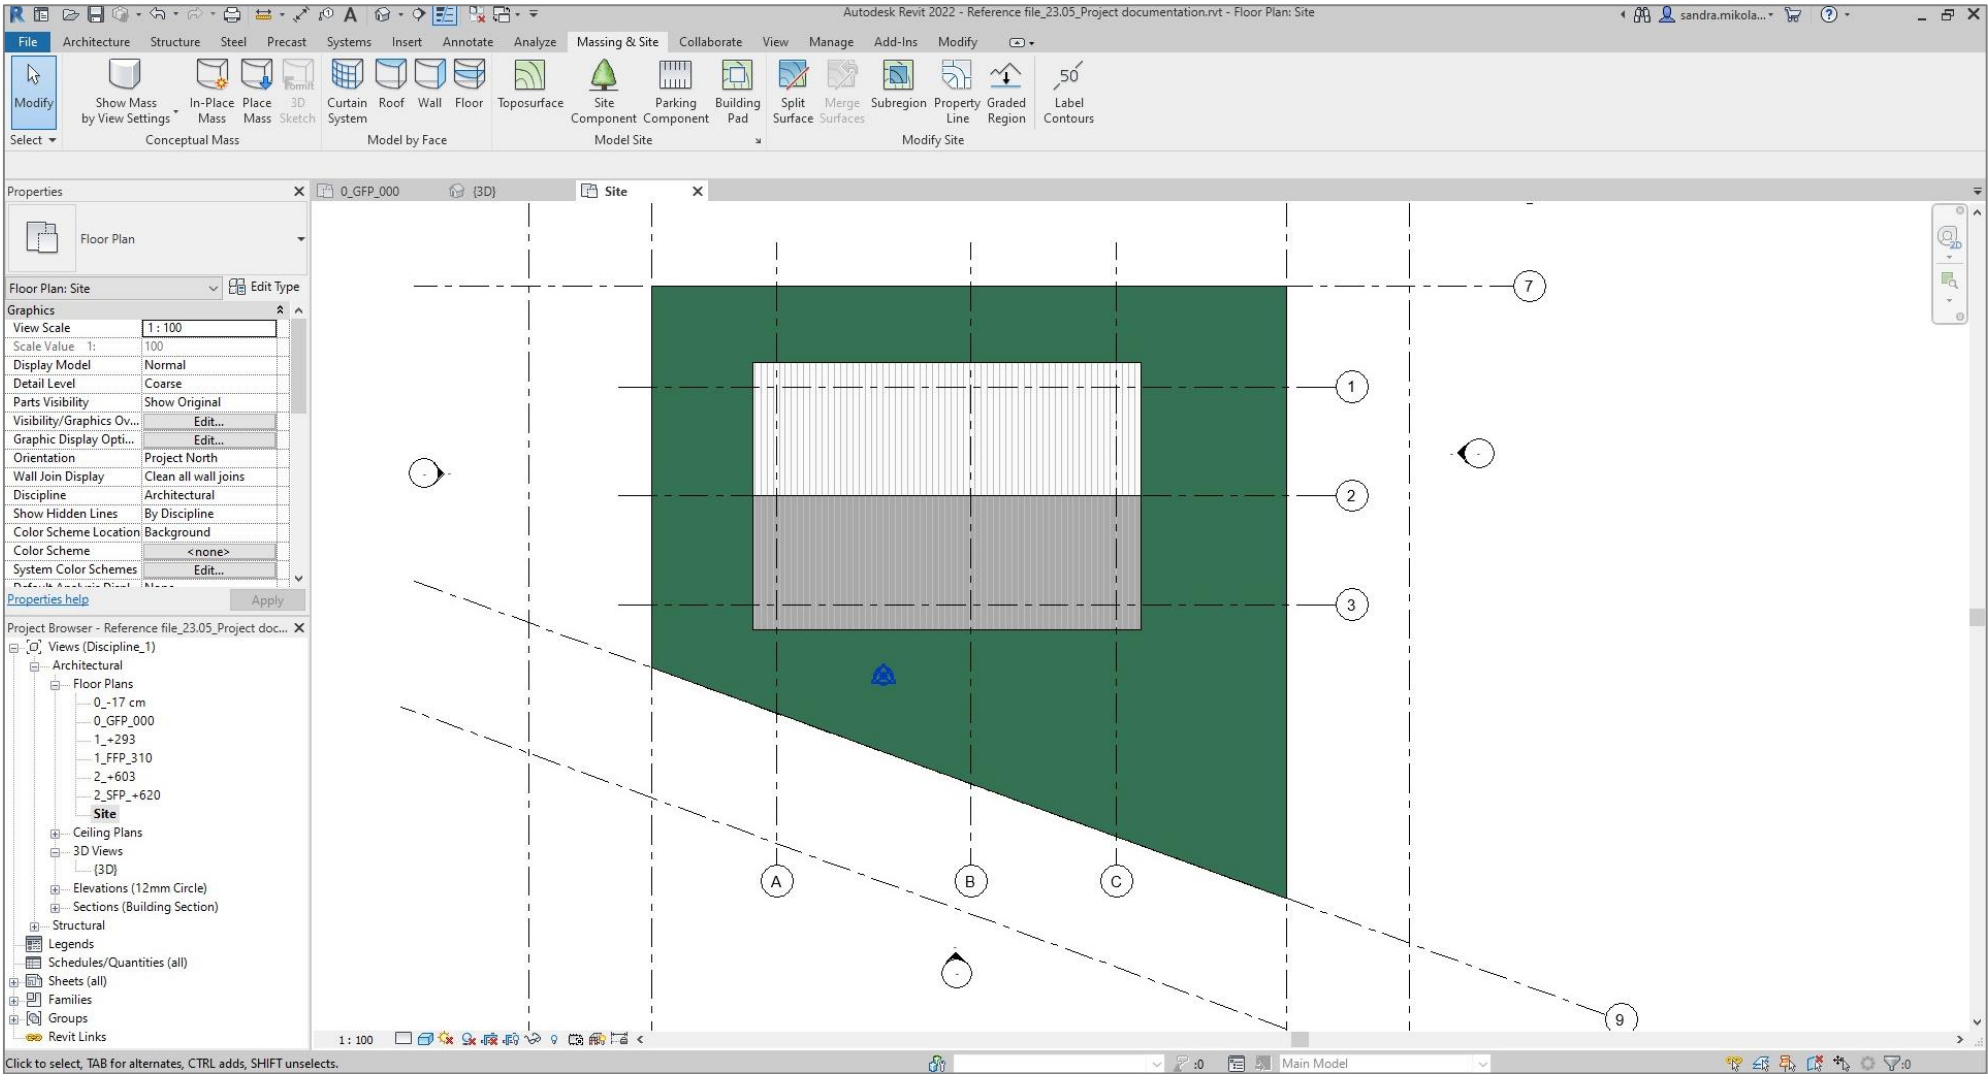 Autodesk Revit 2022 - Reference file_23.05_Project documentation.rvt - Floor Plan: Site
sandra.mikola...
File Architecture Structure Steel Precast Systems Insert Annotate Analyze Massing & Site Collaborate View Manage Add-Ins Modify
Modify
Show Mass
by View Settings
In-Place
Mass
Place
Mass
3D
Sketch
Curtain
System
Roof
Wall
Floor
Toposurface
Site
Component
Parking
Component
Building
Pad
Split
Surface
Merge
Surfaces
Subregion
Property
Line
Graded
Region
Label
Contours
Select Conceptual Mass Model by Face Model Site Modify Site
Properties
0_GFP_000 {3D} Site
Floor Plan
Floor Plan: Site Edit Type
Graphics
View Scale 1 : 100
Scale Value 1: 100
Display Model Normal
Detail Level Coarse
Parts Visibility Show Original
Visibility/Graphics Ov... Edit...
Graphic Display Opti... Edit...
Orientation Project North
Wall Join Display Clean all wall joins
Discipline Architectural
Show Hidden Lines By Discipline
Color Scheme Location Background
Color Scheme <none>
System Color Schemes Edit...
Properties help Apply
Project Browser - Reference file_23.05_Project doc...
Views (Discipline_1)
Architectural
Floor Plans
0_-17 cm
0_GFP_000
1_+293
1_FFP_310
2_+603
2_SFP_+620
Site
Ceiling Plans
3D Views
{3D}
Elevations (12mm Circle)
Sections (Building Section)
Structural
Legends
Schedules/Quantities (all)
Sheets (all)
Families
Groups
Revit Links
7
1
2
3
A
B
C
9
2D
1 : 100
Click to select, TAB for alternates, CTRL adds, SHIFT unselects.
:0
Main Model
:0